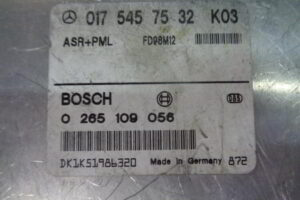 017 545 75 32 K03
ASR+PML FD98M12
BOSCH
0 265 109 056
DK1K51986320 Made in Germany 872